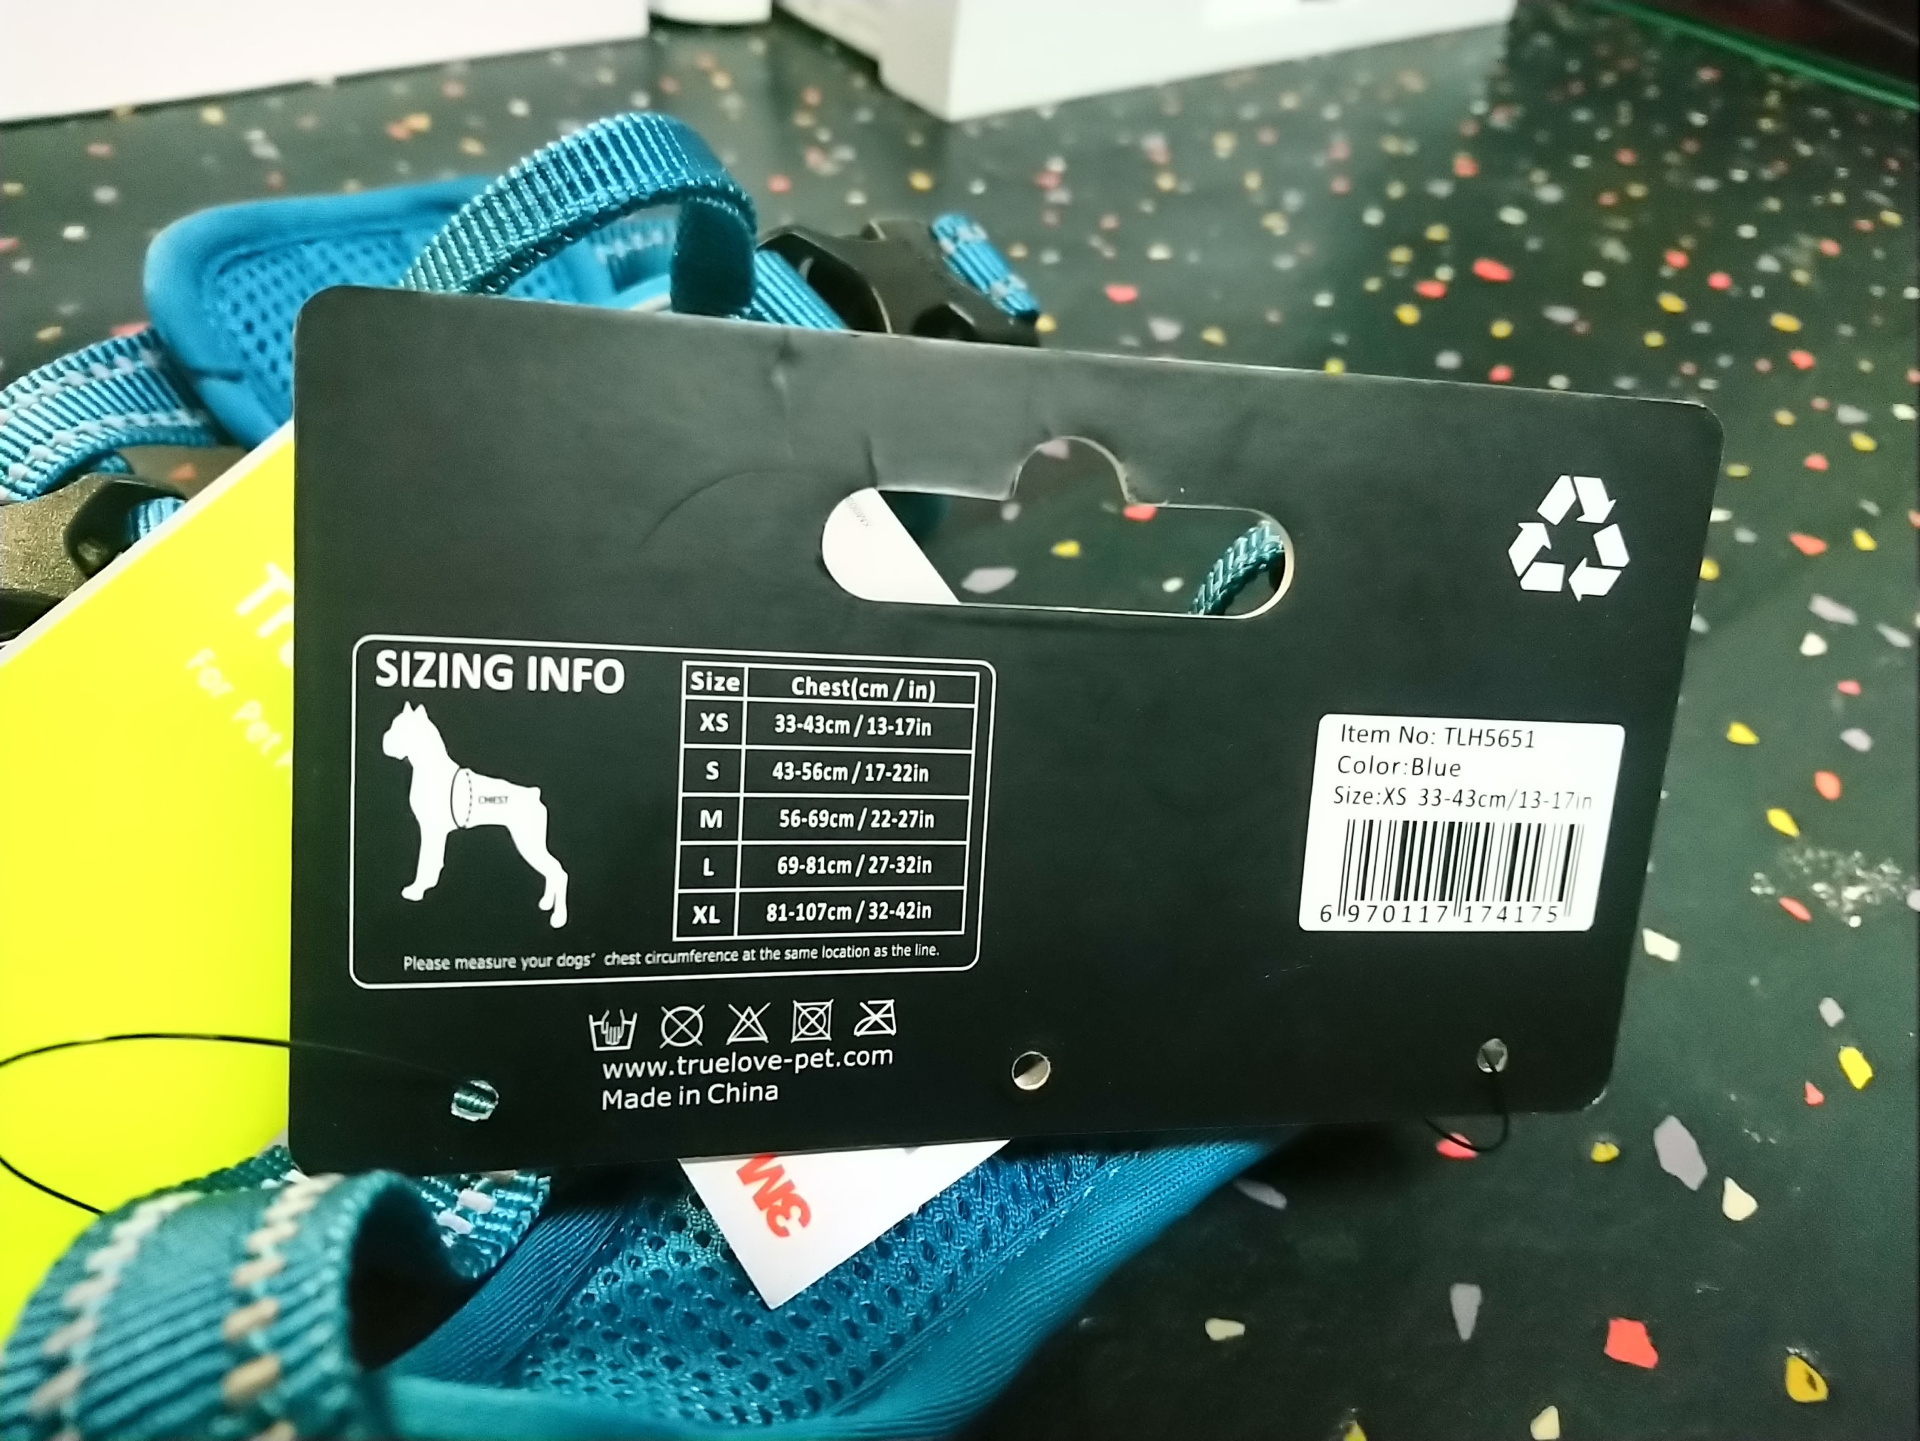 SIZING INFO
Size Chest(cm / in)
XS 33-43cm / 13-17in
S 43-56cm / 17-22in
M 56-69cm / 22-27in
L 69-81cm / 27-32in
XL 81-107cm / 32-42in
CHEST
Please measure your dogs' chest circumference at the same location as the line.
www.truelove-pet.com
Made in China
Item No: TLH5651
Color:Blue
Size:XS 33-43cm/13-17in
6 970117 174175
For Pet
3M